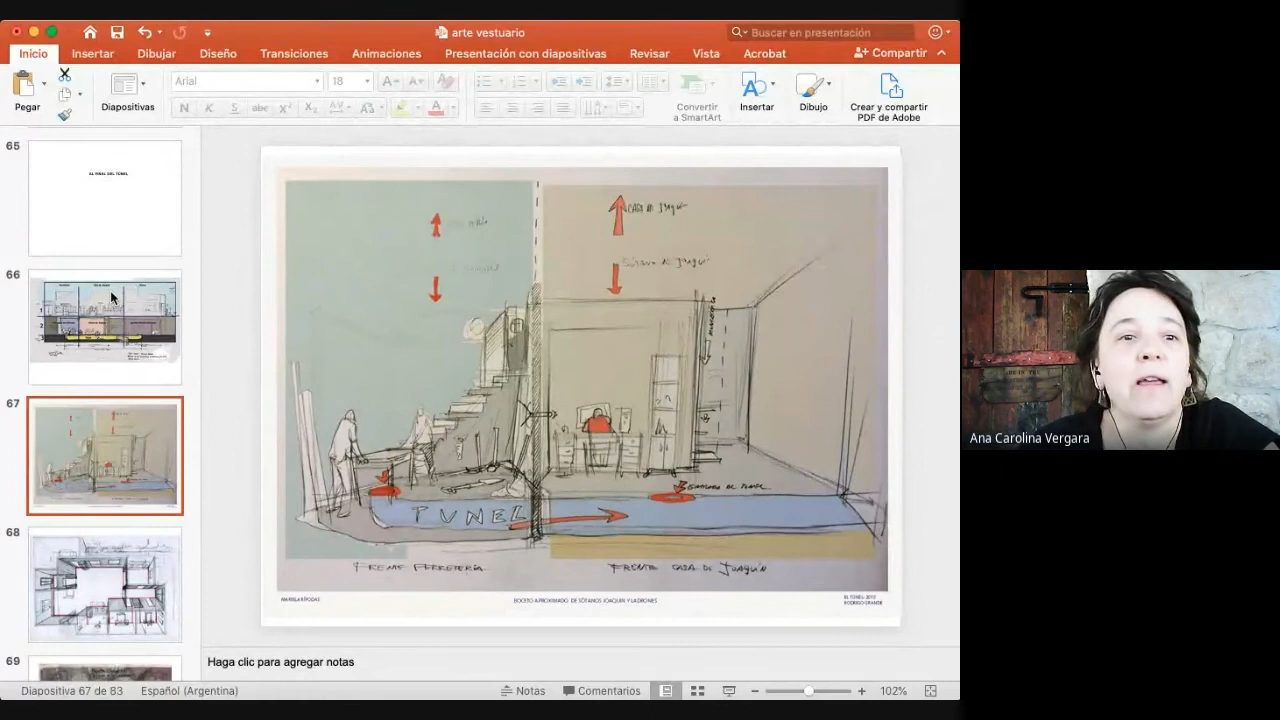 arte vestuario
Buscar en presentación
Inicio
Insertar
Dibujar
Diseño
Transiciones
Animaciones
Presentación con diapositivas
Revisar
Vista
Acrobat
Compartir
Pegar
Diapositivas
Arial
18
Convertir
a SmartArt
Insertar
Dibujo
Crear y compartir
PDF de Adobe
65
EL FINAL DEL TÚNEL
66
67
68
69
CASA DE JOAQUÍN
SÓTANO DE JOAQUÍN
TUNEL
FRENTE FERRETERÍA
FRENTE CASA DE JOAQUÍN
BOCETO APROXIMADO DE SÓTANOS JOAQUIN Y LADRONES
RODRIGO GRANDE
Haga clic para agregar notas
Diapositiva 67 de 83
Español (Argentina)
Notas
Comentarios
102%
Ana Carolina Vergara